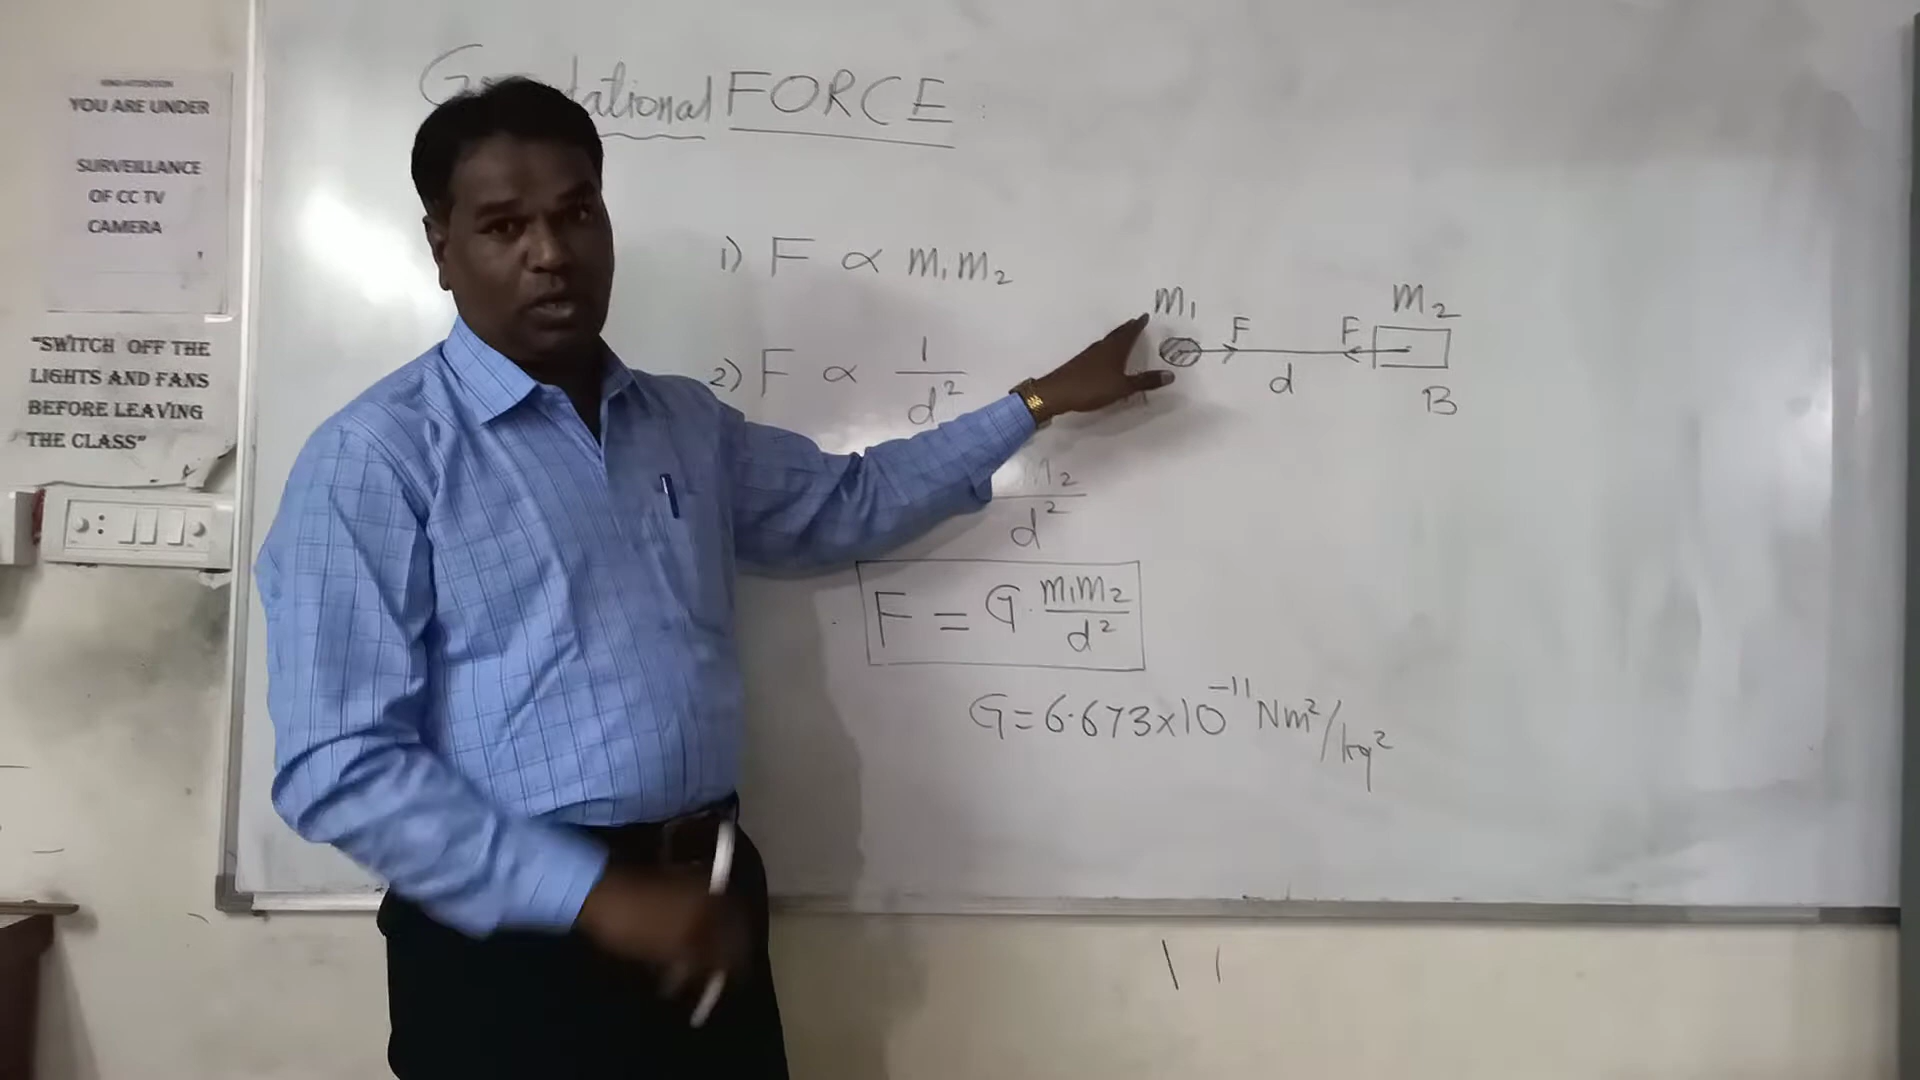 YOU ARE UNDER
SURVEILLANCE
OF CC TV
CAMERA
"SWITCH OFF THE
LIGHTS AND FANS
BEFORE LEAVING
THE CLASS"
FORCE
1) F ∝ m₁m₂
2) F ∝ 1/d²
m₂/d²
F = G · m₁m₂/d²
G = 6.673×10⁻¹¹ Nm²/kg²
m₁ m₂
F F
d
B